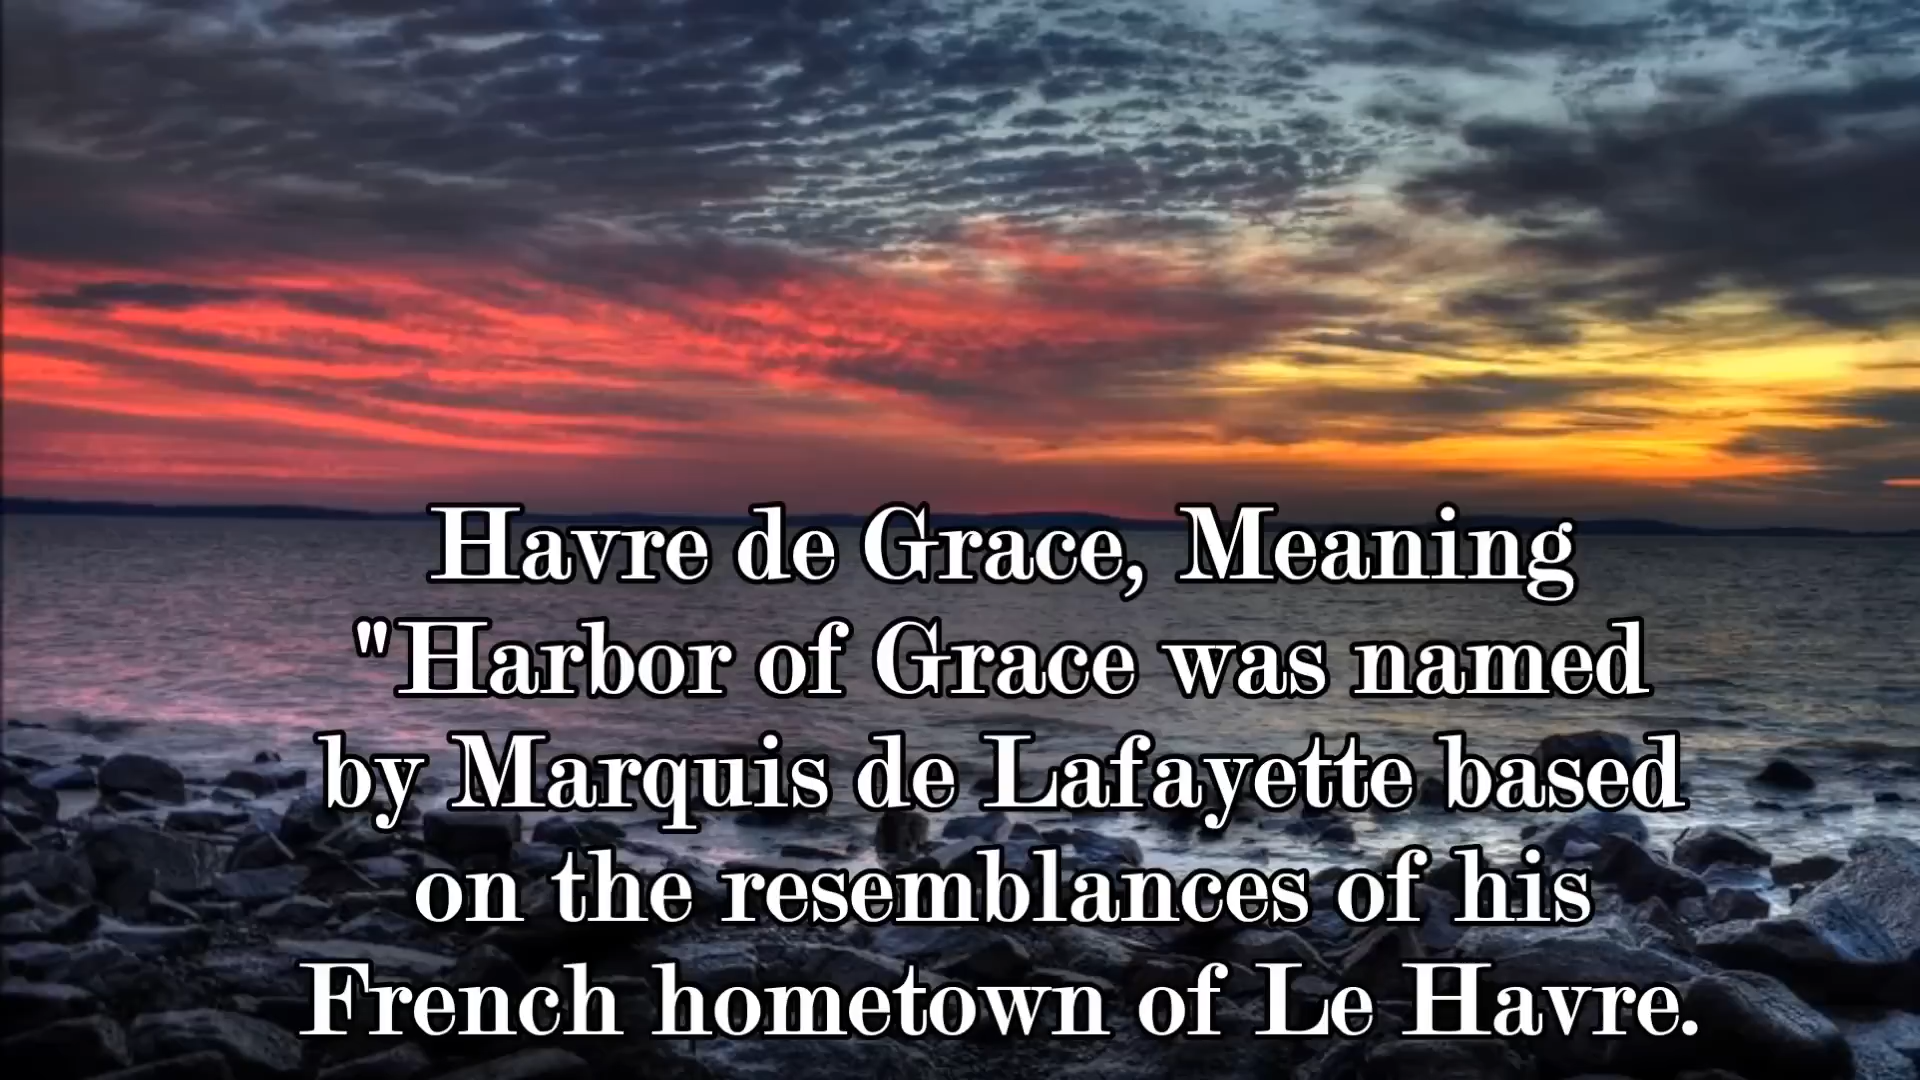 Havre de Grace, Meaning
"Harbor of Grace was named
by Marquis de Lafayette based
on the resemblances of his
French hometown of Le Havre.